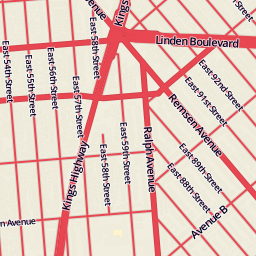 Kings
East 58th Street
Linden Boulevard
East 54th Street
East 55th Street
East 56th Street
East 57th Street
East 92nd Street
East 91st Street
Remsen Avenue
East 59th Street
Ralph Avenue
Kings Highway
East 58th Street
East 89th Street
East 88th Street
Avenue B
Avenue